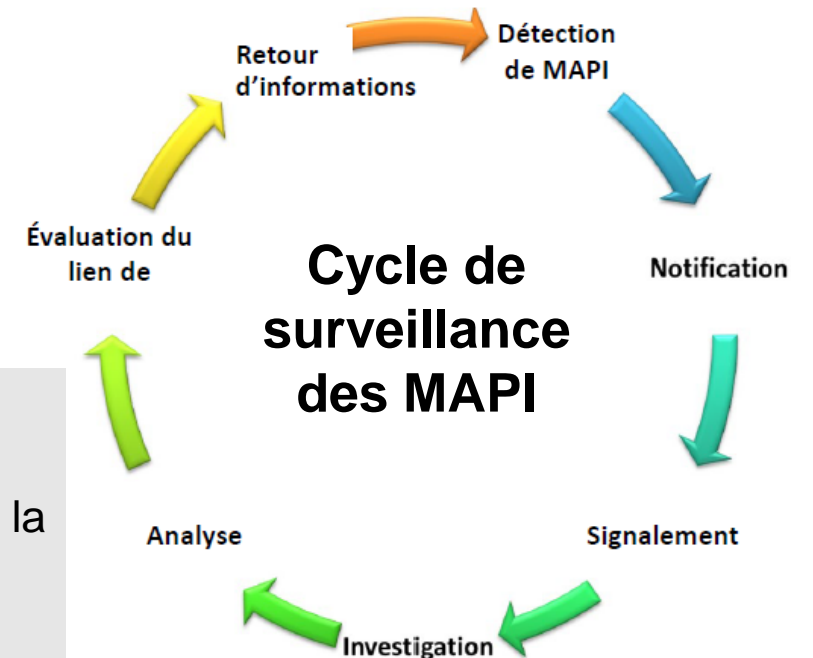 Retour
d'informations
Détection
de MAPI
Évaluation du
lien de
Cycle de
surveillance
des MAPI
Notification
la
Analyse
Signalement
Investigation